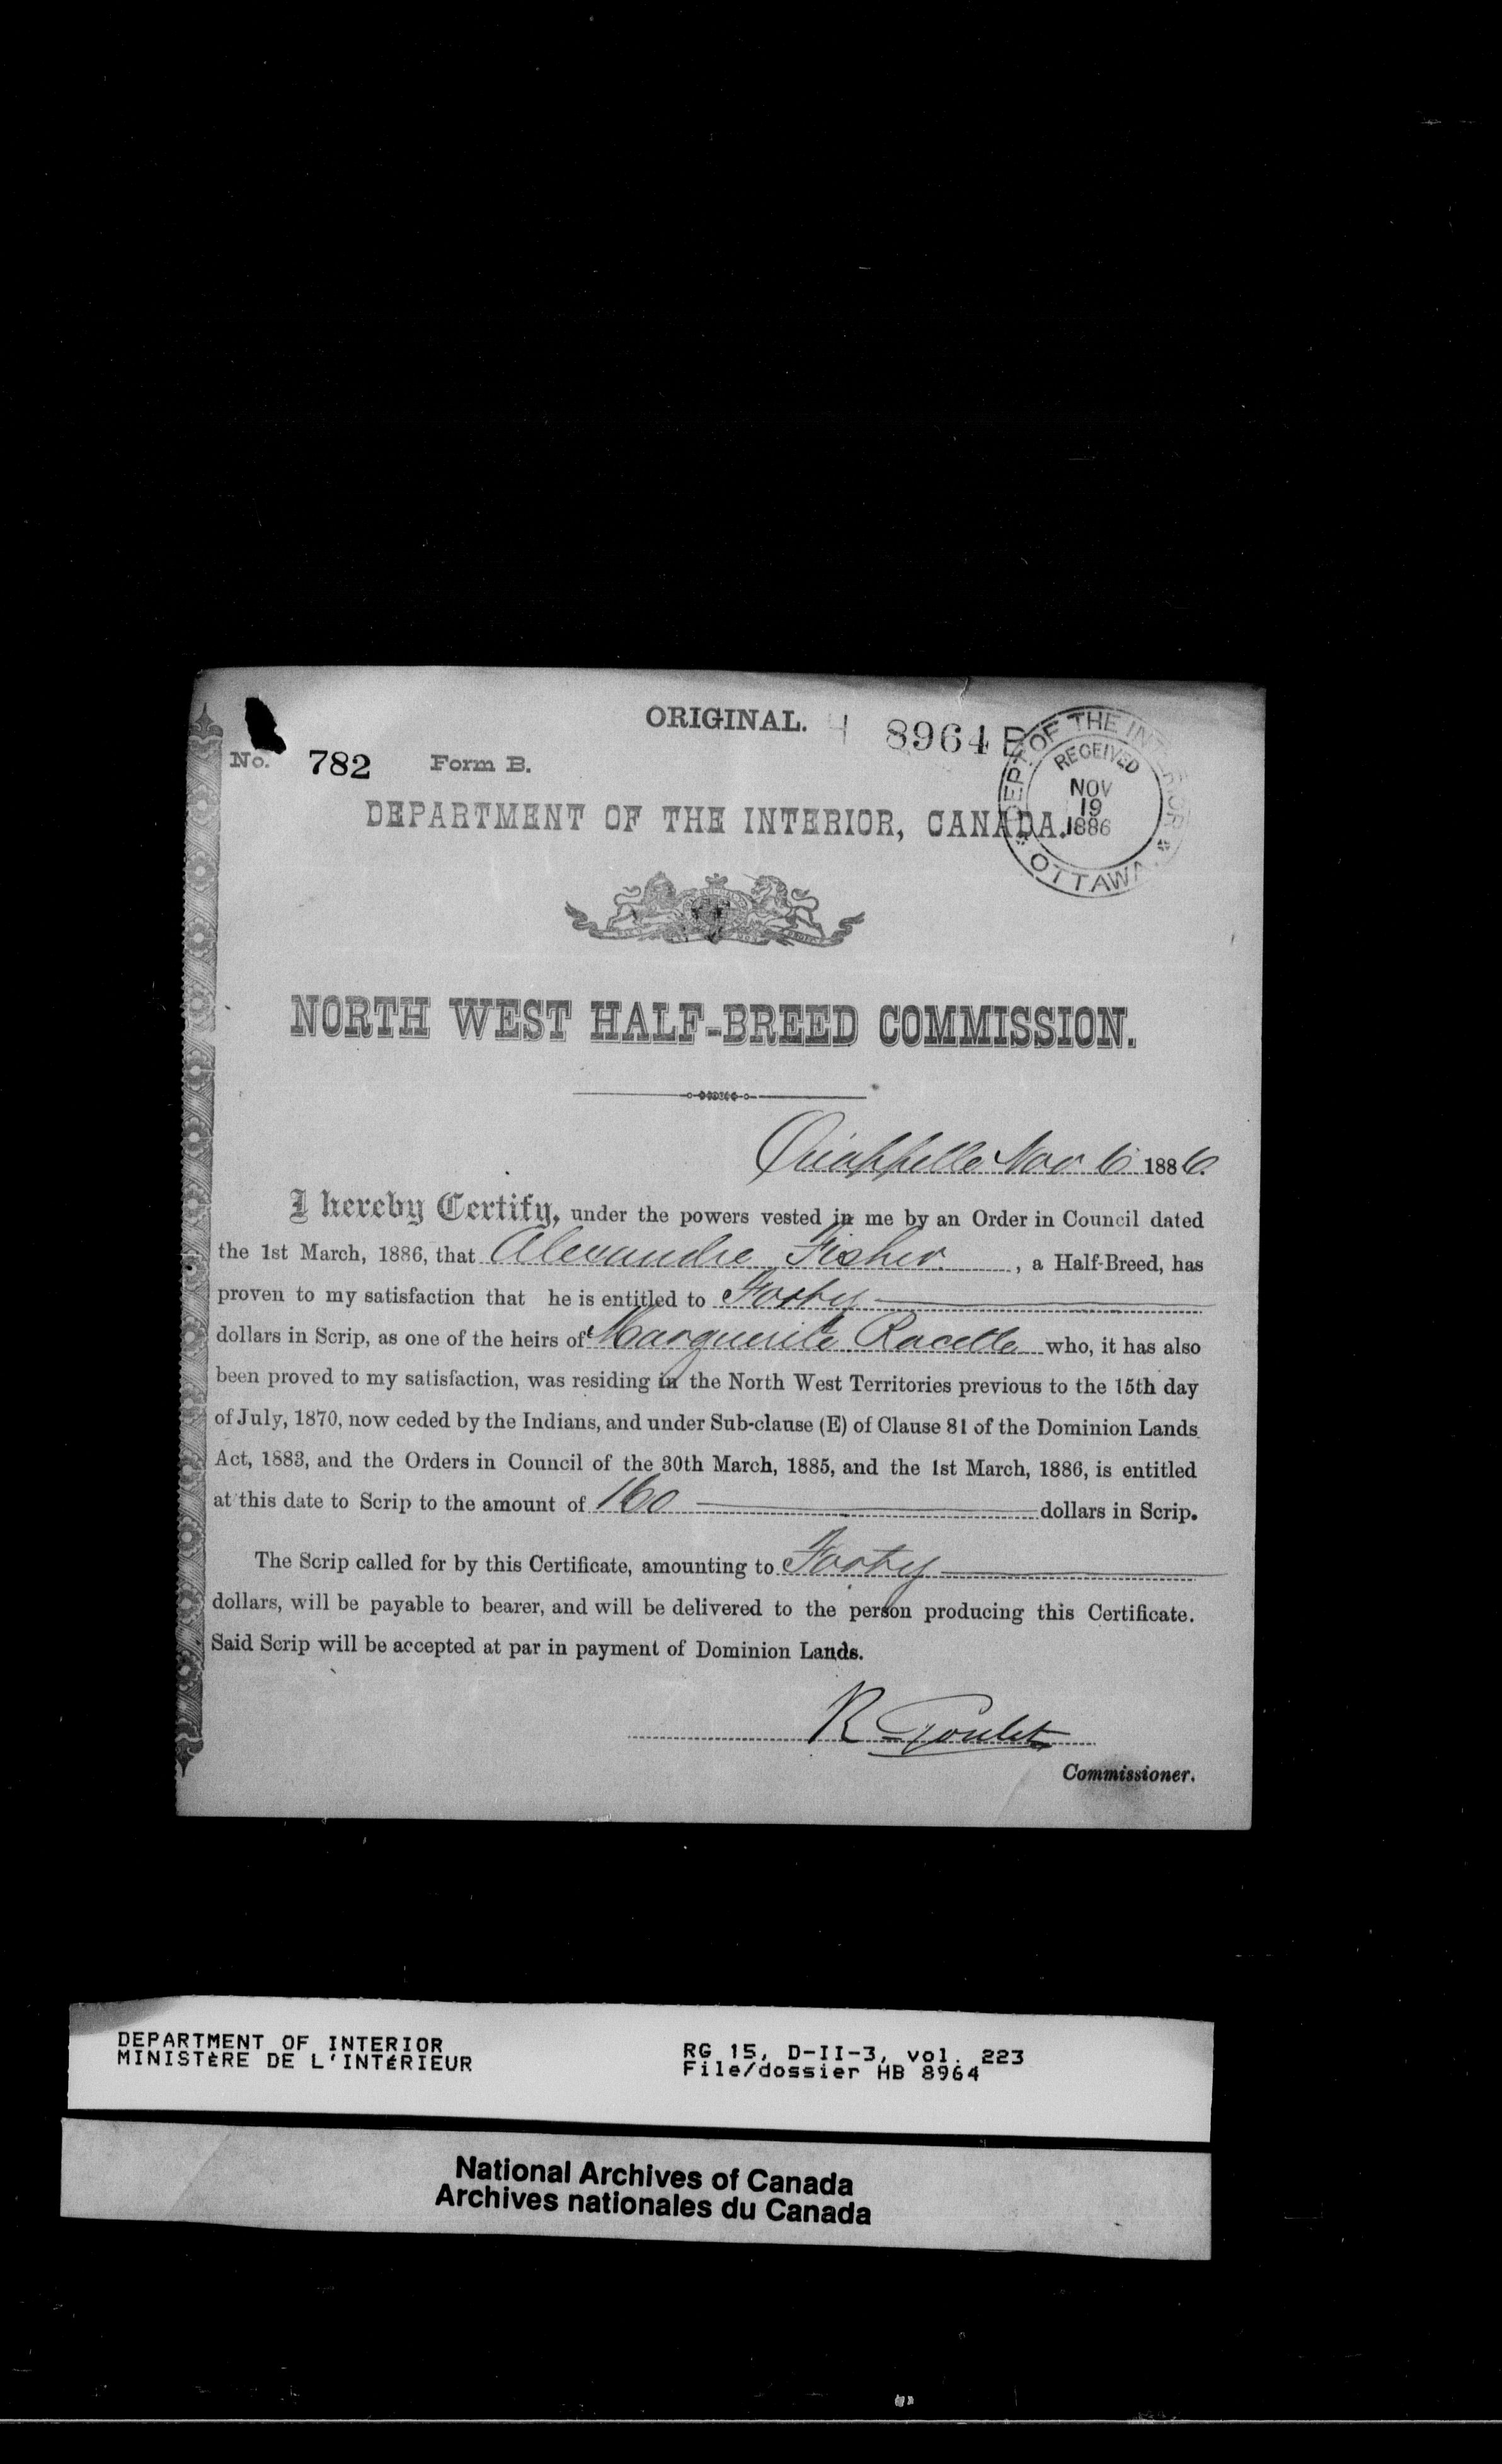 ORIGINAL. 8964 B
No. 782 Form B.
DEPT. OF THE INTERIOR
RECEIVED
NOV
19
1886
OTTAWA
DEPARTMENT OF THE INTERIOR, CANADA.
NORTH WEST HALF-BREED COMMISSION.
Qu'appelle Nov 6 1886.
I hereby Certify, under the powers vested in me by an Order in Council dated
the 1st March, 1886, that Alexandre Fisher, a Half-Breed, has
proven to my satisfaction that he is entitled to Forty
dollars in Scrip, as one of the heirs of Marguerite Racette who, it has also
been proved to my satisfaction, was residing in the North West Territories previous to the 15th day
of July, 1870, now ceded by the Indians, and under Sub-clause (E) of Clause 81 of the Dominion Lands
Act, 1883, and the Orders in Council of the 30th March, 1885, and the 1st March, 1886, is entitled
at this date to Scrip to the amount of 160 dollars in Scrip.
The Scrip called for by this Certificate, amounting to Forty
dollars, will be payable to bearer, and will be delivered to the person producing this Certificate.
Said Scrip will be accepted at par in payment of Dominion Lands.
R Goulet
Commissioner.
DEPARTMENT OF INTERIOR
MINISTÈRE DE L'INTÉRIEUR
RG 15, D-II-3, vol. 223
File/dossier HB 8964
National Archives of Canada
Archives nationales du Canada